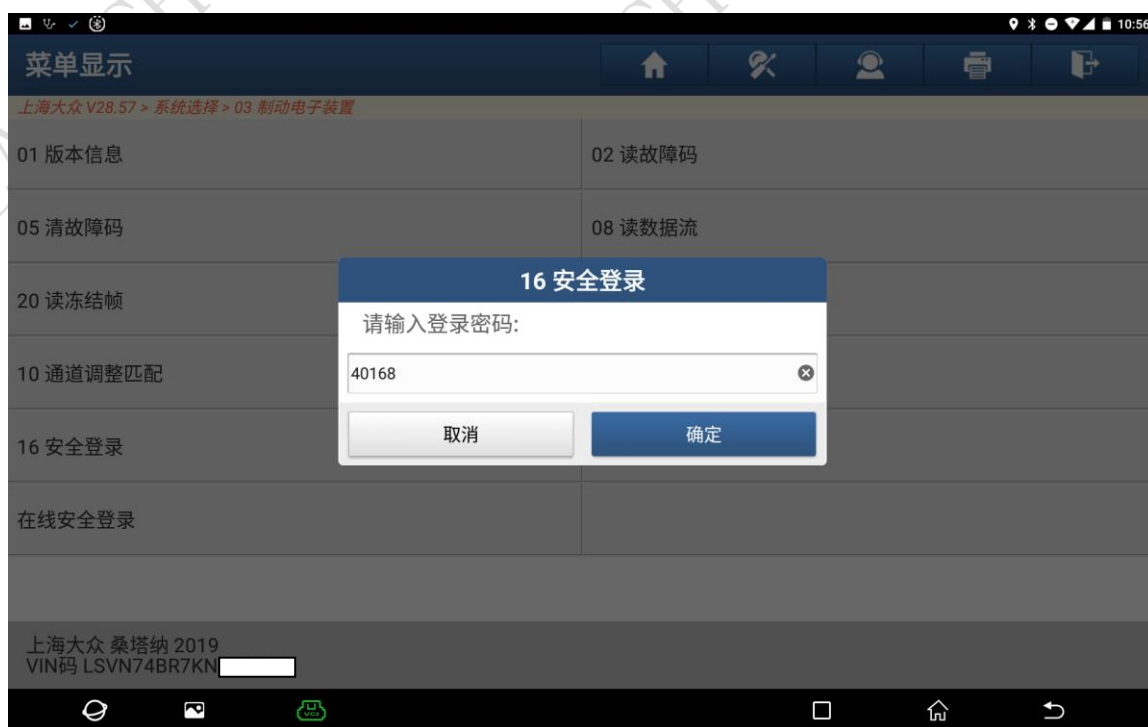 10:56
菜单显示
上海大众 V28.57 > 系统选择 > 03 制动电子装置
01 版本信息
02 读故障码
05 清故障码
08 读数据流
20 读冻结帧
10 通道调整匹配
16 安全登录
在线安全登录
16 安全登录
请输入登录密码:
40168
取消
确定
上海大众 桑塔纳 2019
VIN码 LSVN74BR7KN
VCI